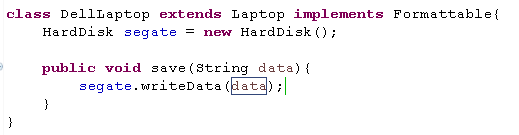 class DellLaptop extends Laptop implements Formattable{
HardDisk segate = new HardDisk();
public void save(String data){
segate.writeData(data);
}
}